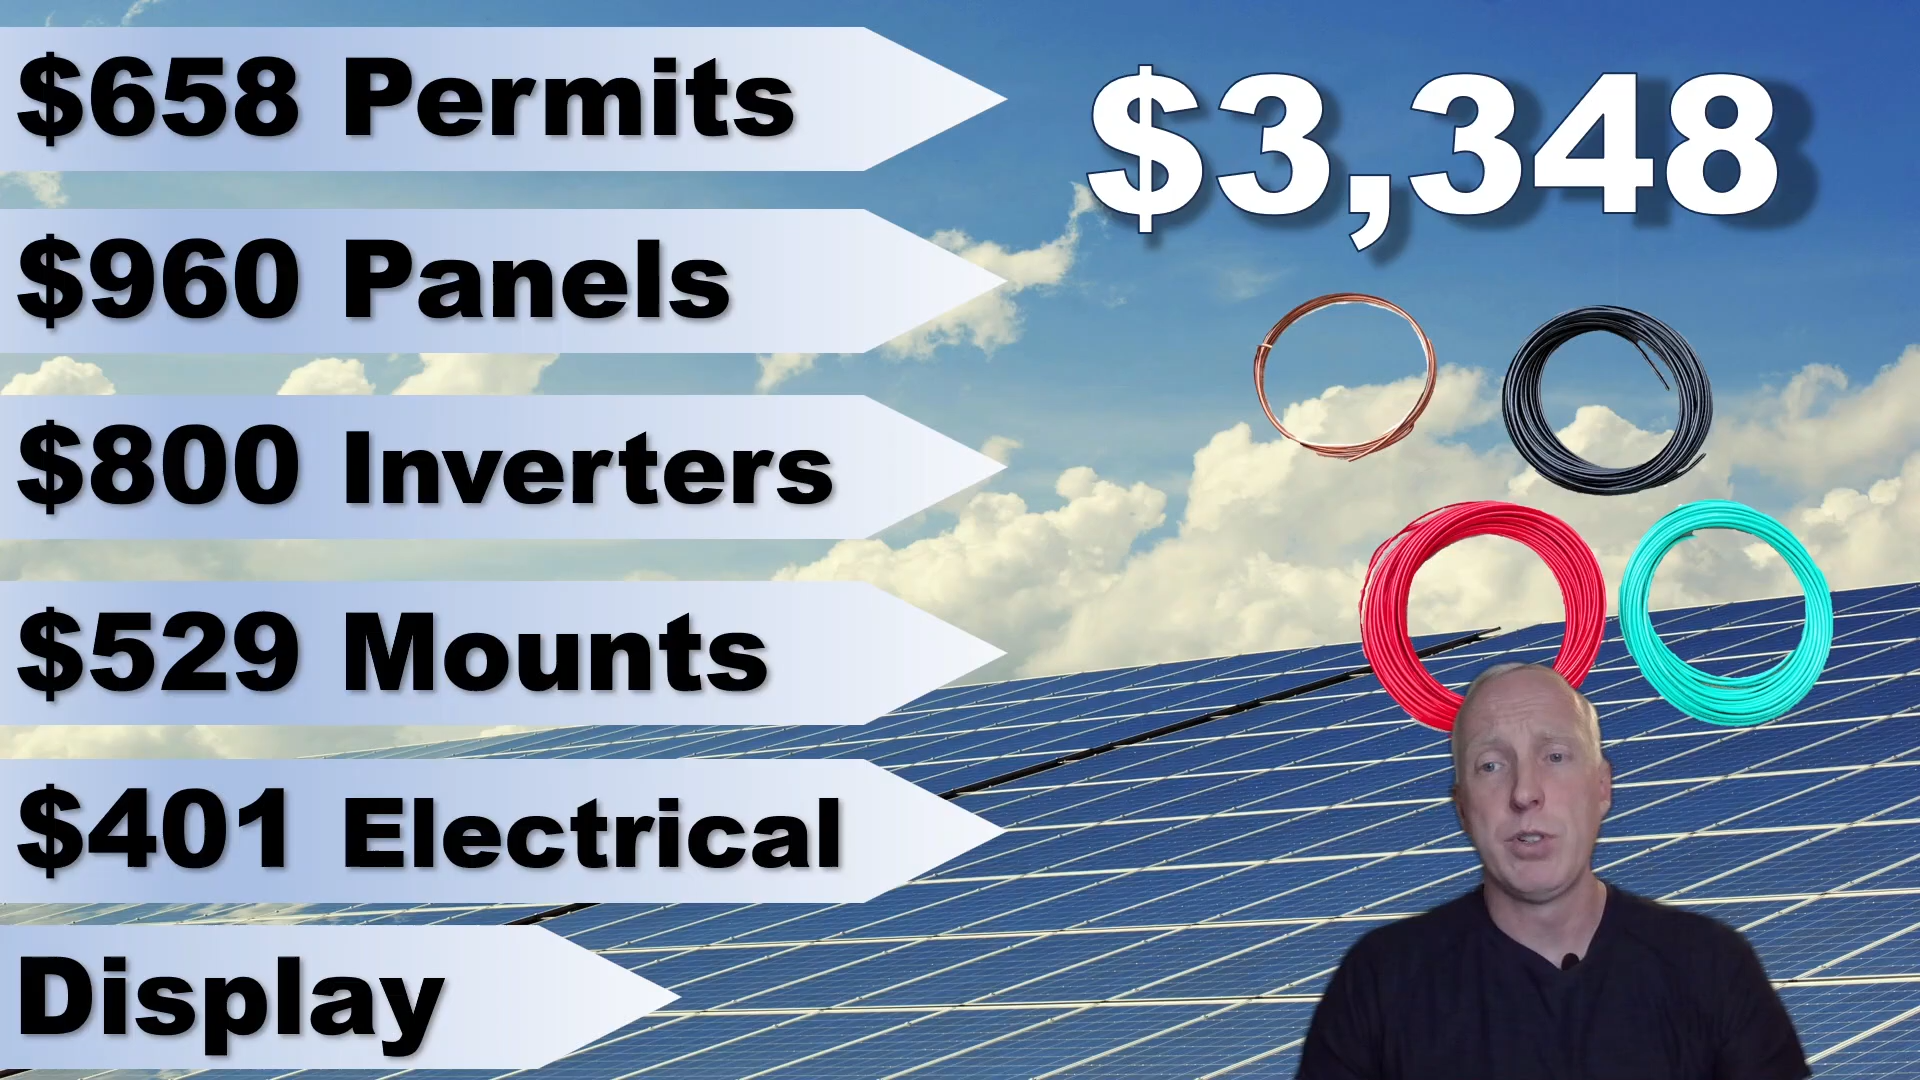 $658 Permits
$960 Panels
$800 Inverters
$529 Mounts
$401 Electrical
Display
$3,348